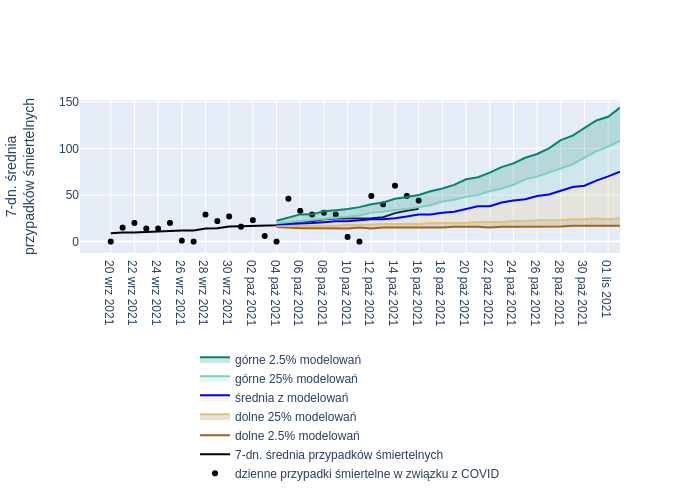 7-dn. średnia
przypadków śmiertelnych
150
100
50
0
20 wrz 2021
22 wrz 2021
24 wrz 2021
26 wrz 2021
28 wrz 2021
30 wrz 2021
02 paź 2021
04 paź 2021
06 paź 2021
08 paź 2021
10 paź 2021
12 paź 2021
14 paź 2021
16 paź 2021
18 paź 2021
20 paź 2021
22 paź 2021
24 paź 2021
26 paź 2021
28 paź 2021
30 paź 2021
01 lis 2021
górne 2.5% modelowań
górne 25% modelowań
średnia z modelowań
dolne 25% modelowań
dolne 2.5% modelowań
7-dn. średnia przypadków śmiertelnych
dzienne przypadki śmiertelne w związku z COVID